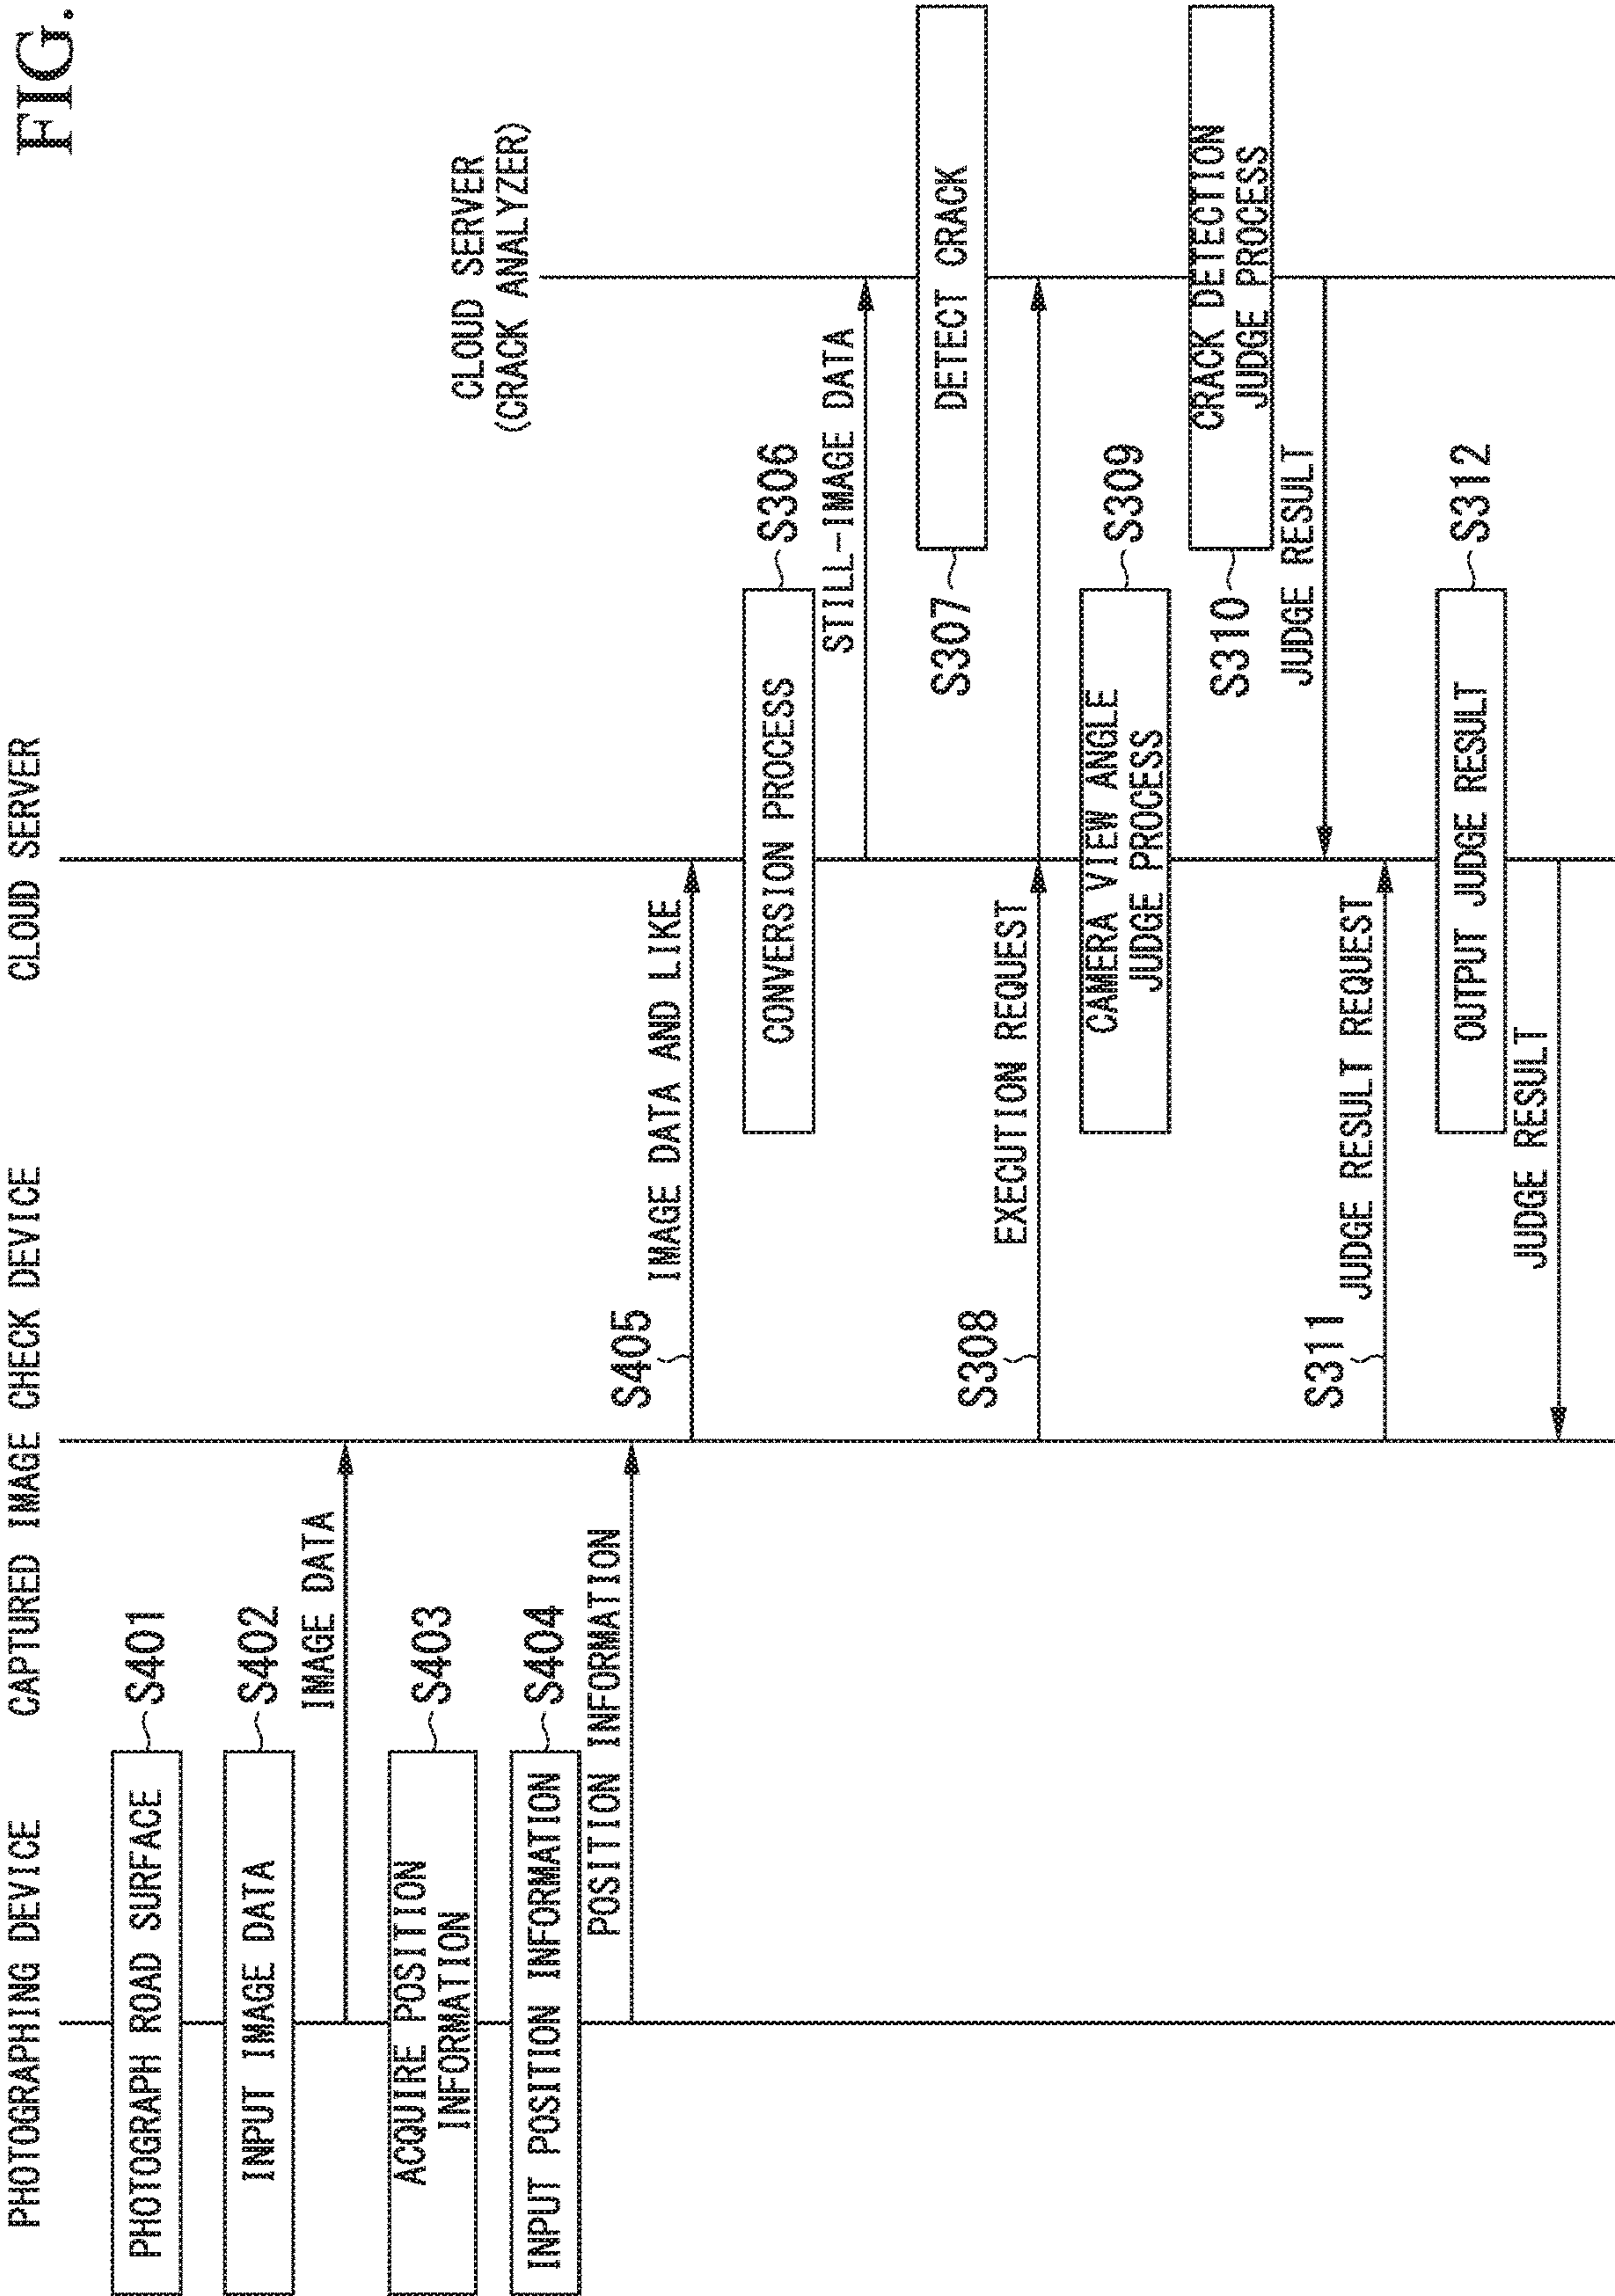 FIG.
PHOTOGRAPHING DEVICE
CAPTURED IMAGE CHECK DEVICE
CLOUD SERVER
CLOUD SERVER
(CRACK ANALYZER)
PHOTOGRAPH ROAD SURFACE
S401
INPUT IMAGE DATA
S402
IMAGE DATA
ACQUIRE POSITION
INFORMATION
S403
INPUT POSITION INFORMATION
S404
POSITION INFORMATION
S405
IMAGE DATA AND LIKE
CONVERSION PROCESS
S306
STILL-IMAGE DATA
S307
DETECT CRACK
S308
EXECUTION REQUEST
CAMERA VIEW ANGLE
JUDGE PROCESS
S309
S310
CRACK DETECTION
JUDGE PROCESS
JUDGE RESULT
S311
JUDGE RESULT REQUEST
OUTPUT JUDGE RESULT
S312
JUDGE RESULT